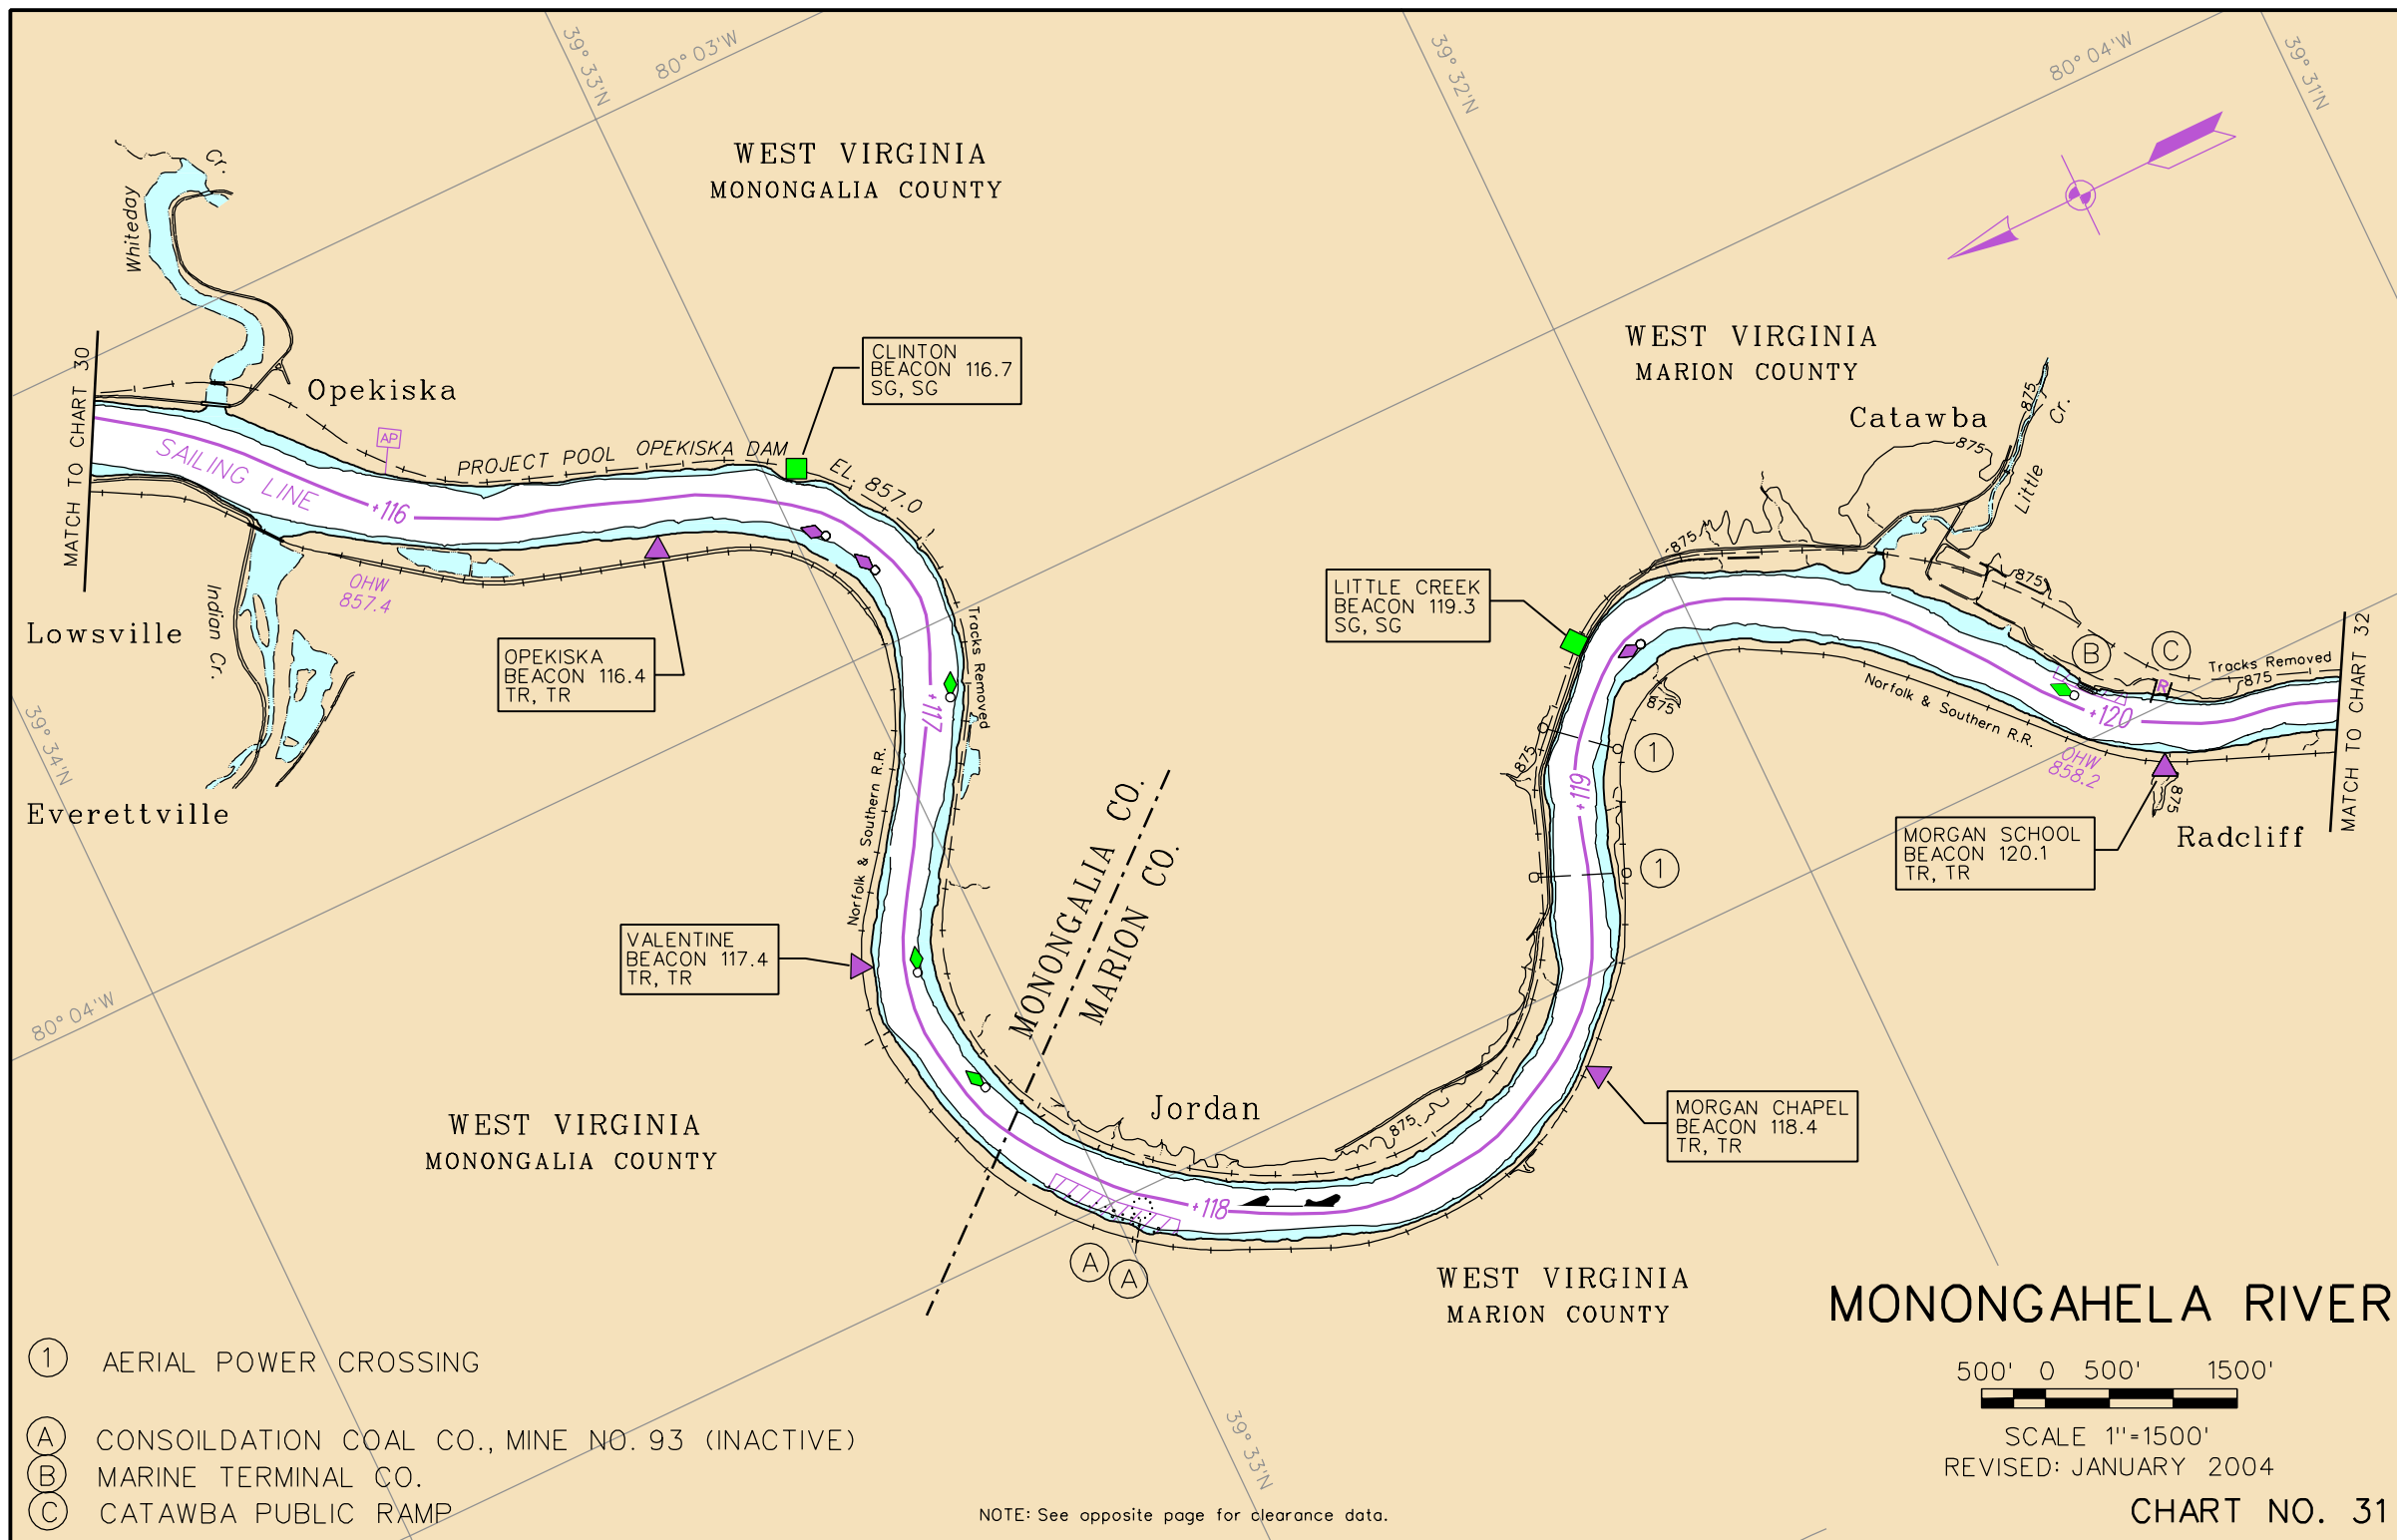 39° 33'N
80° 03'W
39° 32'N
80° 04'W
39° 31'N
WEST VIRGINIA
MONONGALIA COUNTY
Whiteday
Cr.
MATCH TO CHART 30
Opekiska
CLINTON
BEACON 116.7
SG, SG
WEST VIRGINIA
MARION COUNTY
Catawba
875
Cr.
875
Little
AP
PROJECT POOL OPEKISKA DAM
EL. 857.0
SAILING LINE
+116
OHW
857.4
Indian Cr.
Lowsville
OPEKISKA
BEACON 116.4
TR, TR
Tracks Removed
+117
875
875
LITTLE CREEK
BEACON 119.3
SG, SG
B
C
R
Tracks Removed
875
MATCH TO CHART 32
Norfolk & Southern R.R.
+120
OHW
858.2
875
875
1
+119
1
39° 34'N
Everettville
Norfolk & Southern R.R.
MONONGALIA CO.
MARION CO.
MORGAN SCHOOL
BEACON 120.1
TR, TR
875
Radcliff
VALENTINE
BEACON 117.4
TR, TR
80° 04'W
WEST VIRGINIA
MONONGALIA COUNTY
Jordan
875
MORGAN CHAPEL
BEACON 118.4
TR, TR
+118
A
A
WEST VIRGINIA
MARION COUNTY
MONONGAHELA RIVER
500' 0 500' 1500'
SCALE 1"=1500'
REVISED: JANUARY 2004
CHART NO. 31
1 AERIAL POWER CROSSING
A CONSOILDATION COAL CO., MINE NO. 93 (INACTIVE)
B MARINE TERMINAL CO.
C CATAWBA PUBLIC RAMP
39° 33'N
NOTE: See opposite page for clearance data.